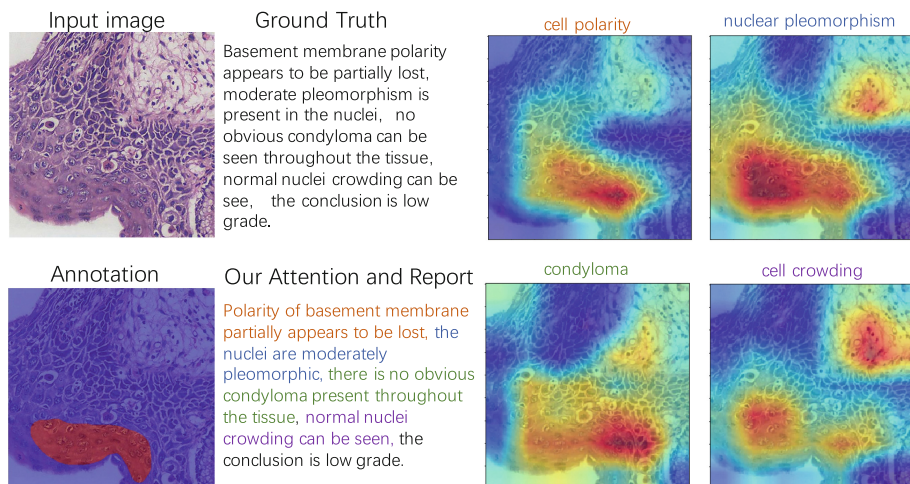 Input image
Ground Truth
Basement membrane polarity
appears to be partially lost,
moderate pleomorphism is
present in the nuclei, no
obvious condyloma can be
seen throughout the tissue,
normal nuclei crowding can be
see, the conclusion is low
grade.
cell polarity
nuclear pleomorphism
Annotation
Our Attention and Report
Polarity of basement membrane
partially appears to be lost, the
nuclei are moderately
pleomorphic, there is no obvious
condyloma present throughout
the tissue, normal nuclei
crowding can be seen, the
conclusion is low grade.
condyloma
cell crowding